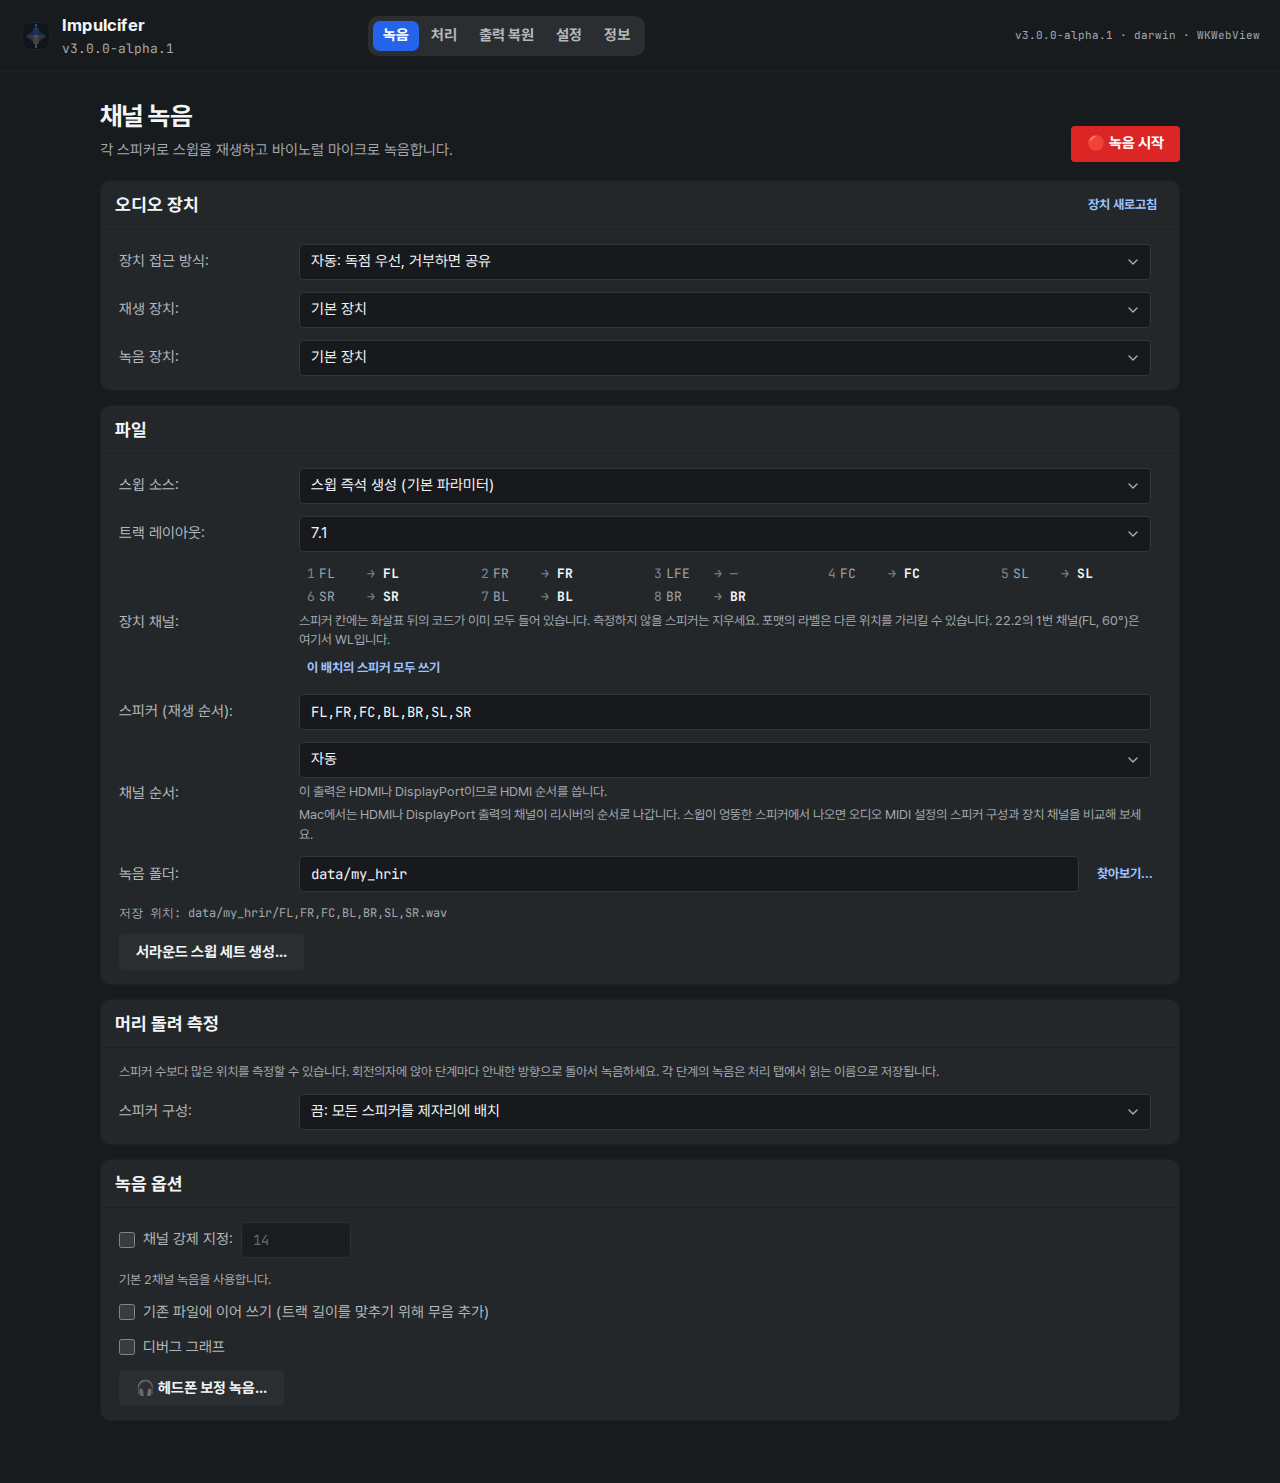 Impulcifer
v3.0.0-alpha.1
녹음 처리 출력 복원 설정 정보
v3.0.0-alpha.1 · darwin · WKWebView
채널 녹음
각 스피커로 스윕을 재생하고 바이노럴 마이크로 녹음합니다.
🔴 녹음 시작
오디오 장치
장치 새로고침
장치 접근 방식:
자동: 독점 우선, 거부하면 공유
재생 장치:
기본 장치
녹음 장치:
기본 장치
파일
스윕 소스:
스윕 즉석 생성 (기본 파라미터)
트랙 레이아웃:
7.1
장치 채널:
1 FL → FL 2 FR → FR 3 LFE → — 4 FC → FC 5 SL → SL
6 SR → SR 7 BL → BL 8 BR → BR
스피커 칸에는 화살표 뒤의 코드가 이미 모두 들어 있습니다. 측정하지 않을 스피커는 지우세요. 포맷의 라벨은 다른 위치를 가리킬 수 있습니다. 22.2의 1번 채널(FL, 60°)은
여기서 WL입니다.
이 배치의 스피커 모두 쓰기
스피커 (재생 순서):
FL,FR,FC,BL,BR,SL,SR
채널 순서:
자동
이 출력은 HDMI나 DisplayPort이므로 HDMI 순서를 씁니다.
Mac에서는 HDMI나 DisplayPort 출력의 채널이 리시버의 순서로 나갑니다. 스윕이 엉뚱한 스피커에서 나오면 오디오 MIDI 설정의 스피커 구성과 장치 채널을 비교해 보세
요.
녹음 폴더:
data/my_hrir
찾아보기...
저장 위치: data/my_hrir/FL,FR,FC,BL,BR,SL,SR.wav
서라운드 스윕 세트 생성...
머리 돌려 측정
스피커 수보다 많은 위치를 측정할 수 있습니다. 회전의자에 앉아 단계마다 안내한 방향으로 돌아서 녹음하세요. 각 단계의 녹음은 처리 탭에서 읽는 이름으로 저장됩니다.
스피커 구성:
끔: 모든 스피커를 제자리에 배치
녹음 옵션
채널 강제 지정:
14
기본 2채널 녹음을 사용합니다.
기존 파일에 이어 쓰기 (트랙 길이를 맞추기 위해 무음 추가)
디버그 그래프
🎧 헤드폰 보정 녹음...